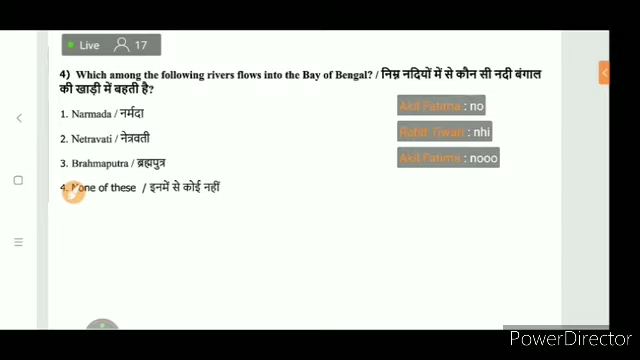 Live 17
4) Which among the following rivers flows into the Bay of Bengal? / निम्न नदियों में से कौन सी नदी बंगाल
की खाड़ी में बहती है?
1. Narmada / नर्मदा
2. Netravati / नेत्रवती
3. Brahmaputra / ब्रह्मपुत्र
4. None of these / इनमें से कोई नहीं
Akil Fatima : no
Rohit Tiwari : nhi
Akil Fatima : nooo
PowerDirector